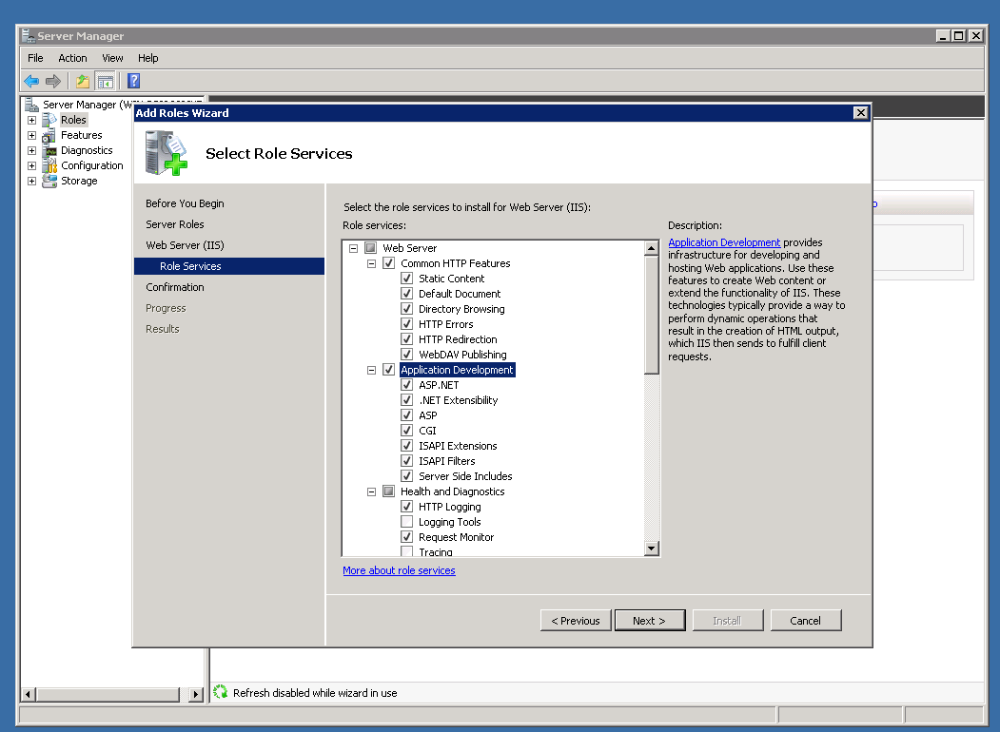 Server Manager
File Action View Help
Server Manager
Roles
Features
Diagnostics
Configuration
Storage
Add Roles Wizard
Select Role Services
Before You Begin
Server Roles
Web Server (IIS)
Role Services
Confirmation
Progress
Results
Select the role services to install for Web Server (IIS):
Role services:
Web Server
Common HTTP Features
Static Content
Default Document
Directory Browsing
HTTP Errors
HTTP Redirection
WebDAV Publishing
Application Development
ASP.NET
.NET Extensibility
ASP
CGI
ISAPI Extensions
ISAPI Filters
Server Side Includes
Health and Diagnostics
HTTP Logging
Logging Tools
Request Monitor
Tracing
More about role services
Description:
Application Development provides
infrastructure for developing and
hosting Web applications. Use these
features to create Web content or
extend the functionality of IIS. These
technologies typically provide a way to
perform dynamic operations that
result in the creation of HTML output,
which IIS then sends to fulfill client
requests.
< Previous Next > Install Cancel
Refresh disabled while wizard in use